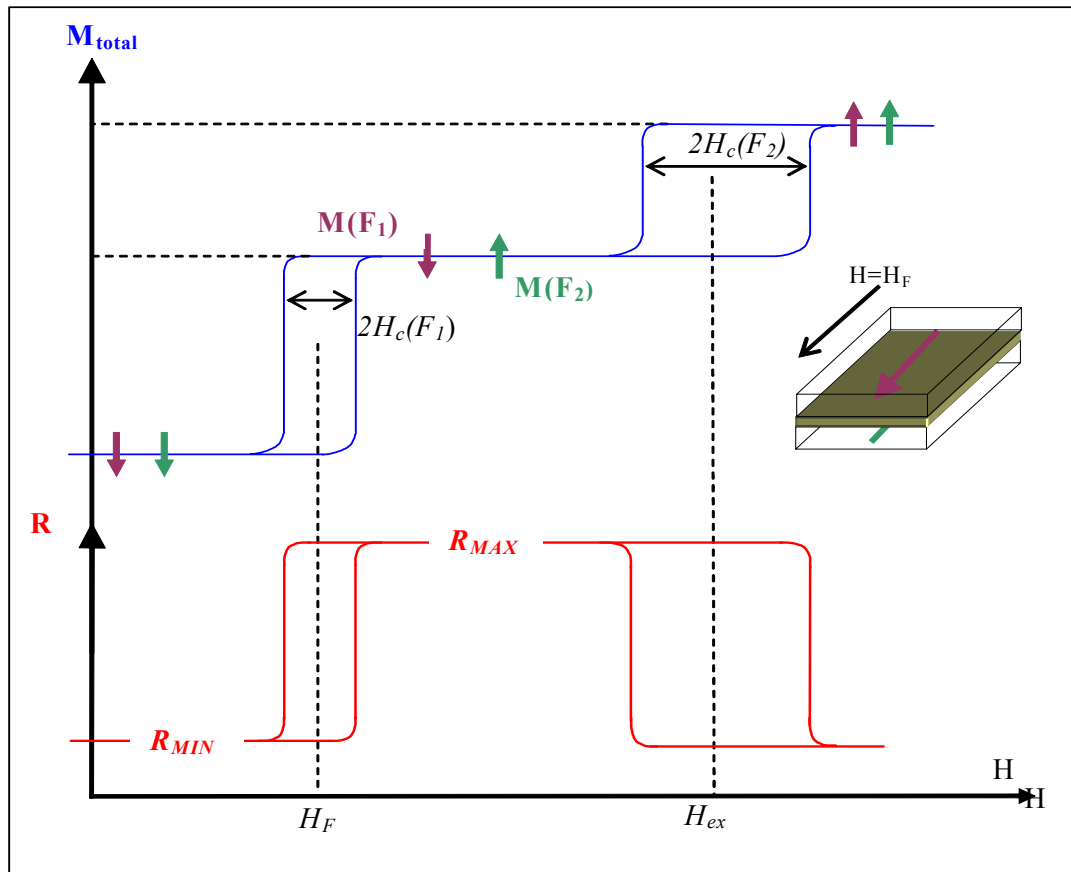 M_total
2H_c(F_2)
M(F_1)
M(F_2)
H=H_F
2H_c(F_1)
R
R_MAX
R_MIN
H
H
H_F
H_ex